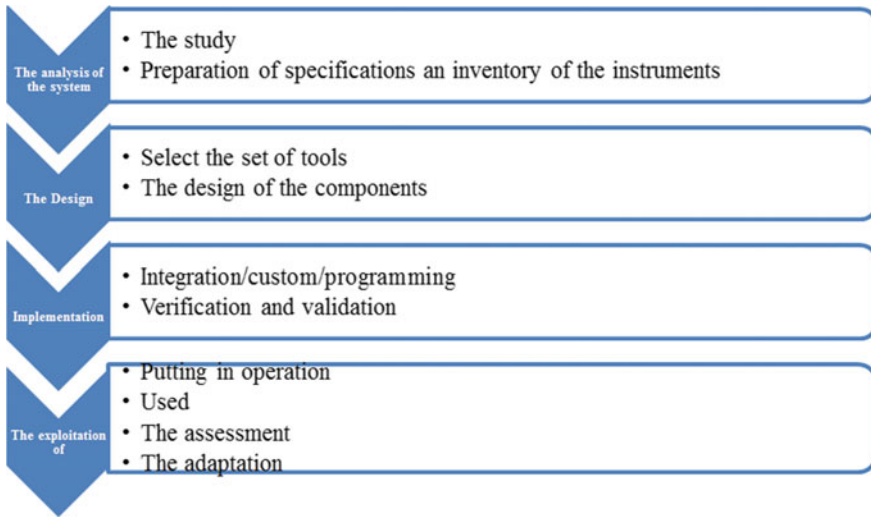 The analysis of
the system
• The study
• Preparation of specifications an inventory of the instruments
The Design
• Select the set of tools
• The design of the components
Implementation
• Integration/custom/programming
• Verification and validation
The exploitation
of
• Putting in operation
• Used
• The assessment
• The adaptation